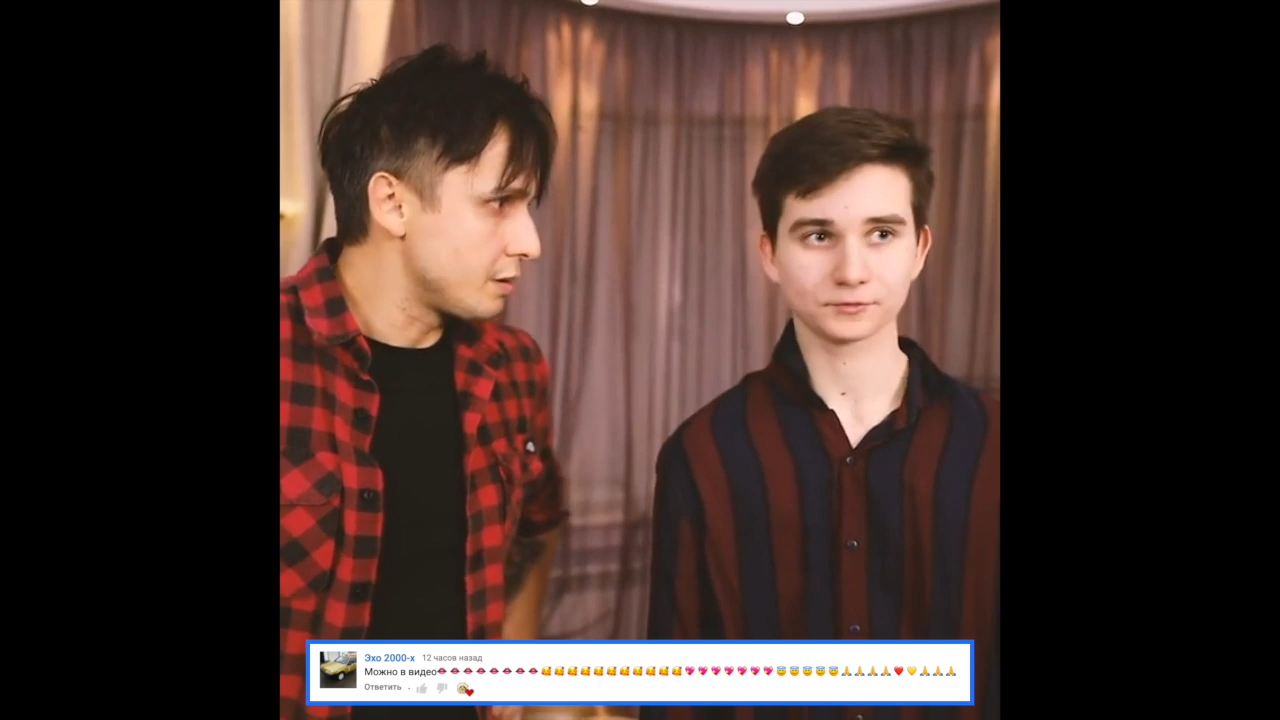 Эхо 2000-х 12 часов назад
Можно в видео👄👄👄👄👄👄👄👄🥰🥰🥰🥰🥰🥰🥰🥰🥰🥰🥰💖💖💖💖💖💖💖😇😇😇😇😇🙏🙏🙏🙏❤️💛🙏🙏🙏
Ответить